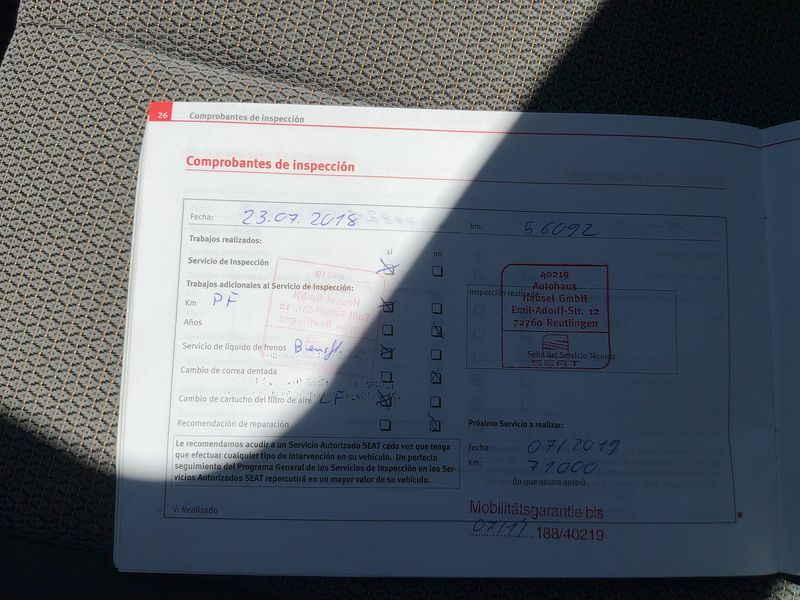 26 Comprobantes de inspección
Comprobantes de inspección
Fecha: 23.07.2018 km: 56092
Trabajos realizados:
sí no
Servicio de Inspección
Trabajos adicionales al Servicio de Inspección:
Km PF
Años
Servicio de líquido de frenos
Cambio de correa dentada
Cambio de cartucho del filtro de aire LF
Recomendación de reparación
Le recomendamos acudir a un Servicio Autorizado SEAT cada vez que tenga
que efectuar cualquier tipo de intervención en su vehículo. Un perfecto
seguimiento del Programa General de los Servicios de Inspección en los Ser-
vicios Autorizados SEAT repercutirá en un mayor valor de su vehículo.
√: Realizado
Inspección realizada
40219
Autohaus
Heusel GmbH
Emil-Adolff-Str. 12
72760 Reutlingen
Sello del Servicio Técnico
SEAT
Próximo Servicio a realizar:
Fecha: 07/2019
Km: 71000
(lo que ocurra antes)
Mobilitätsgarantie bis
07/19 188/40219